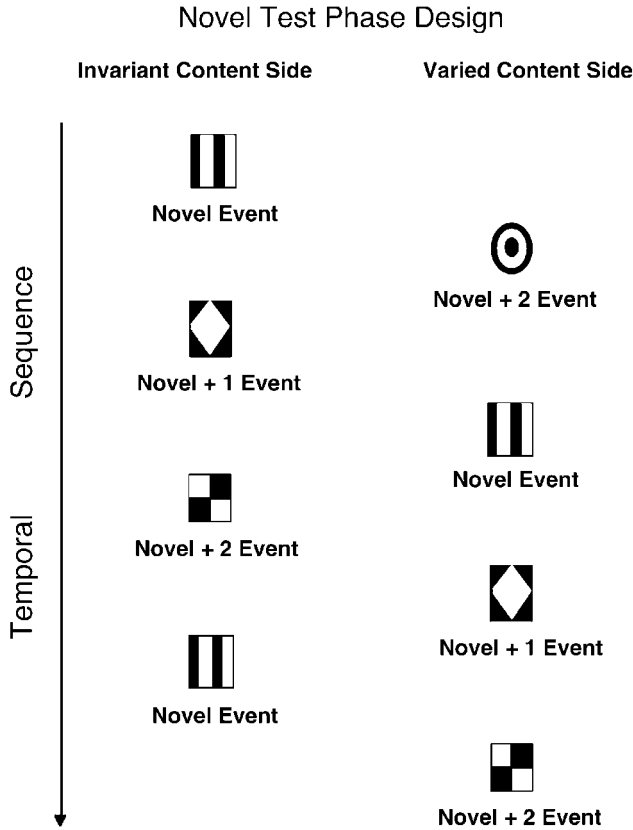 Novel Test Phase Design
Invariant Content Side
Varied Content Side
Sequence
Temporal
Novel Event
Novel + 2 Event
Novel + 1 Event
Novel Event
Novel + 2 Event
Novel + 1 Event
Novel Event
Novel + 2 Event